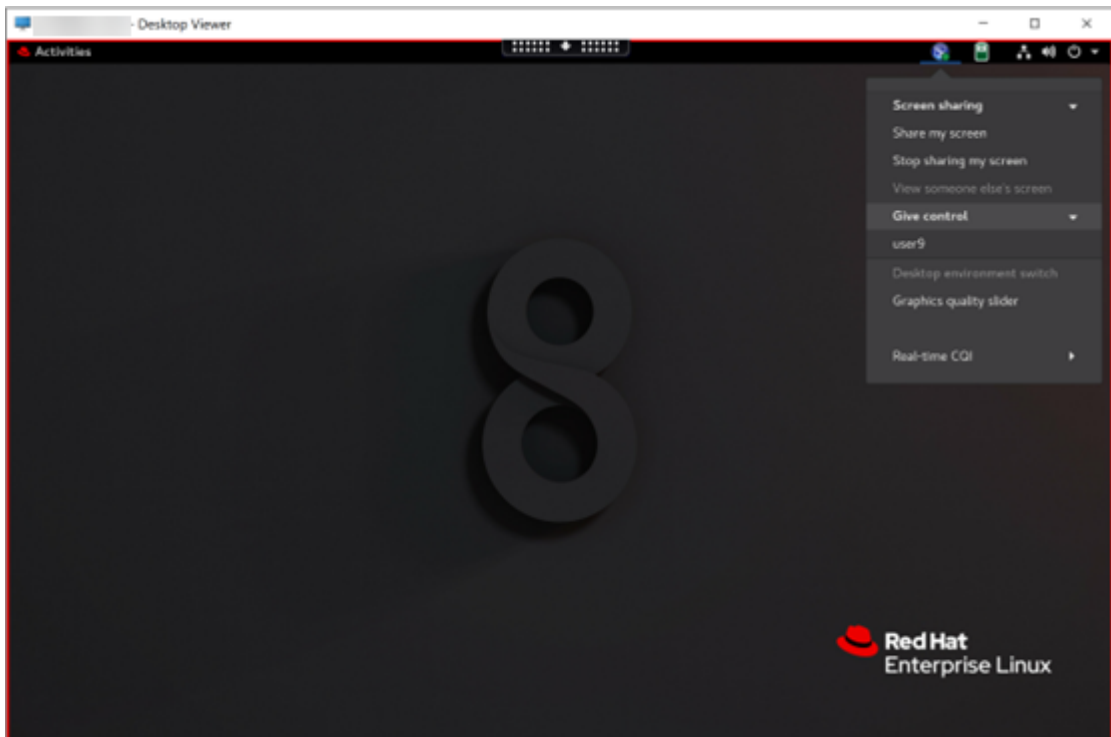 - Desktop Viewer
Activities
Screen sharing
Share my screen
Stop sharing my screen
View someone else's screen
Give control
user9
Desktop environment switch
Graphics quality slider
Real-time CQI
8
Red Hat
Enterprise Linux